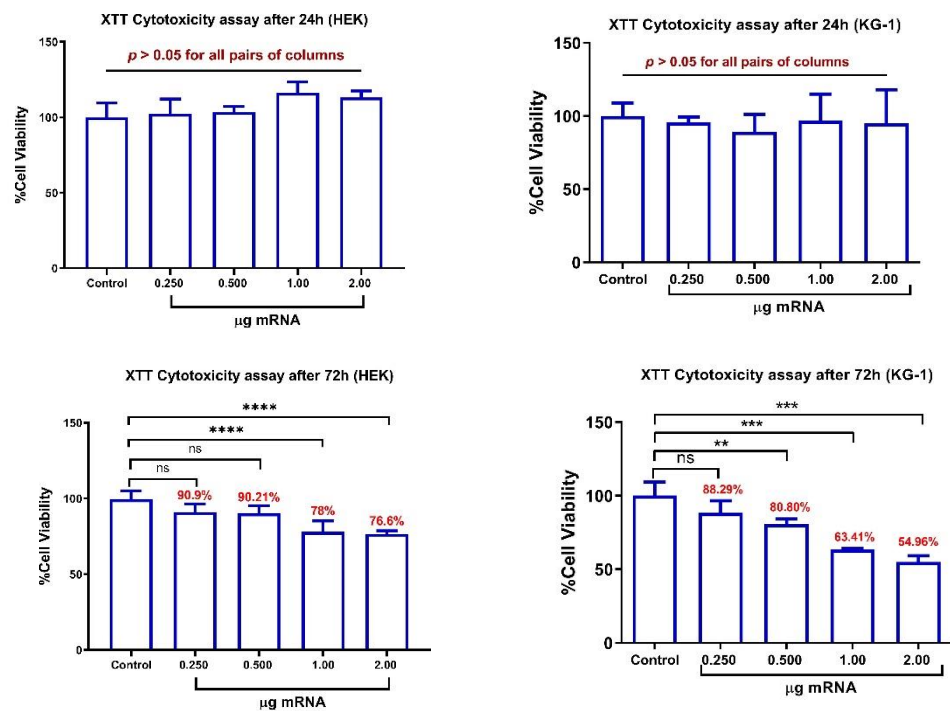 XTT Cytotoxicity assay after 24h (HEK)
p > 0.05 for all pairs of columns
150
100
50
0
%Cell Viability
Control 0.250 0.500 1.00 2.00
μg mRNA
XTT Cytotoxicity assay after 24h (KG-1)
p > 0.05 for all pairs of columns
150
100
50
0
%Cell Viability
Control 0.250 0.500 1.00 2.00
μg mRNA
XTT Cytotoxicity assay after 72h (HEK)
****
****
ns
ns
90.9% 90.21% 78% 76.6%
150
100
50
0
%Cell Viability
Control 0.250 0.500 1.00 2.00
μg mRNA
XTT Cytotoxicity assay after 72h (KG-1)
***
***
**
ns
88.29% 80.80% 63.41% 54.96%
150
100
50
0
%Cell Viability
Control 0.250 0.500 1.00 2.00
μg mRNA